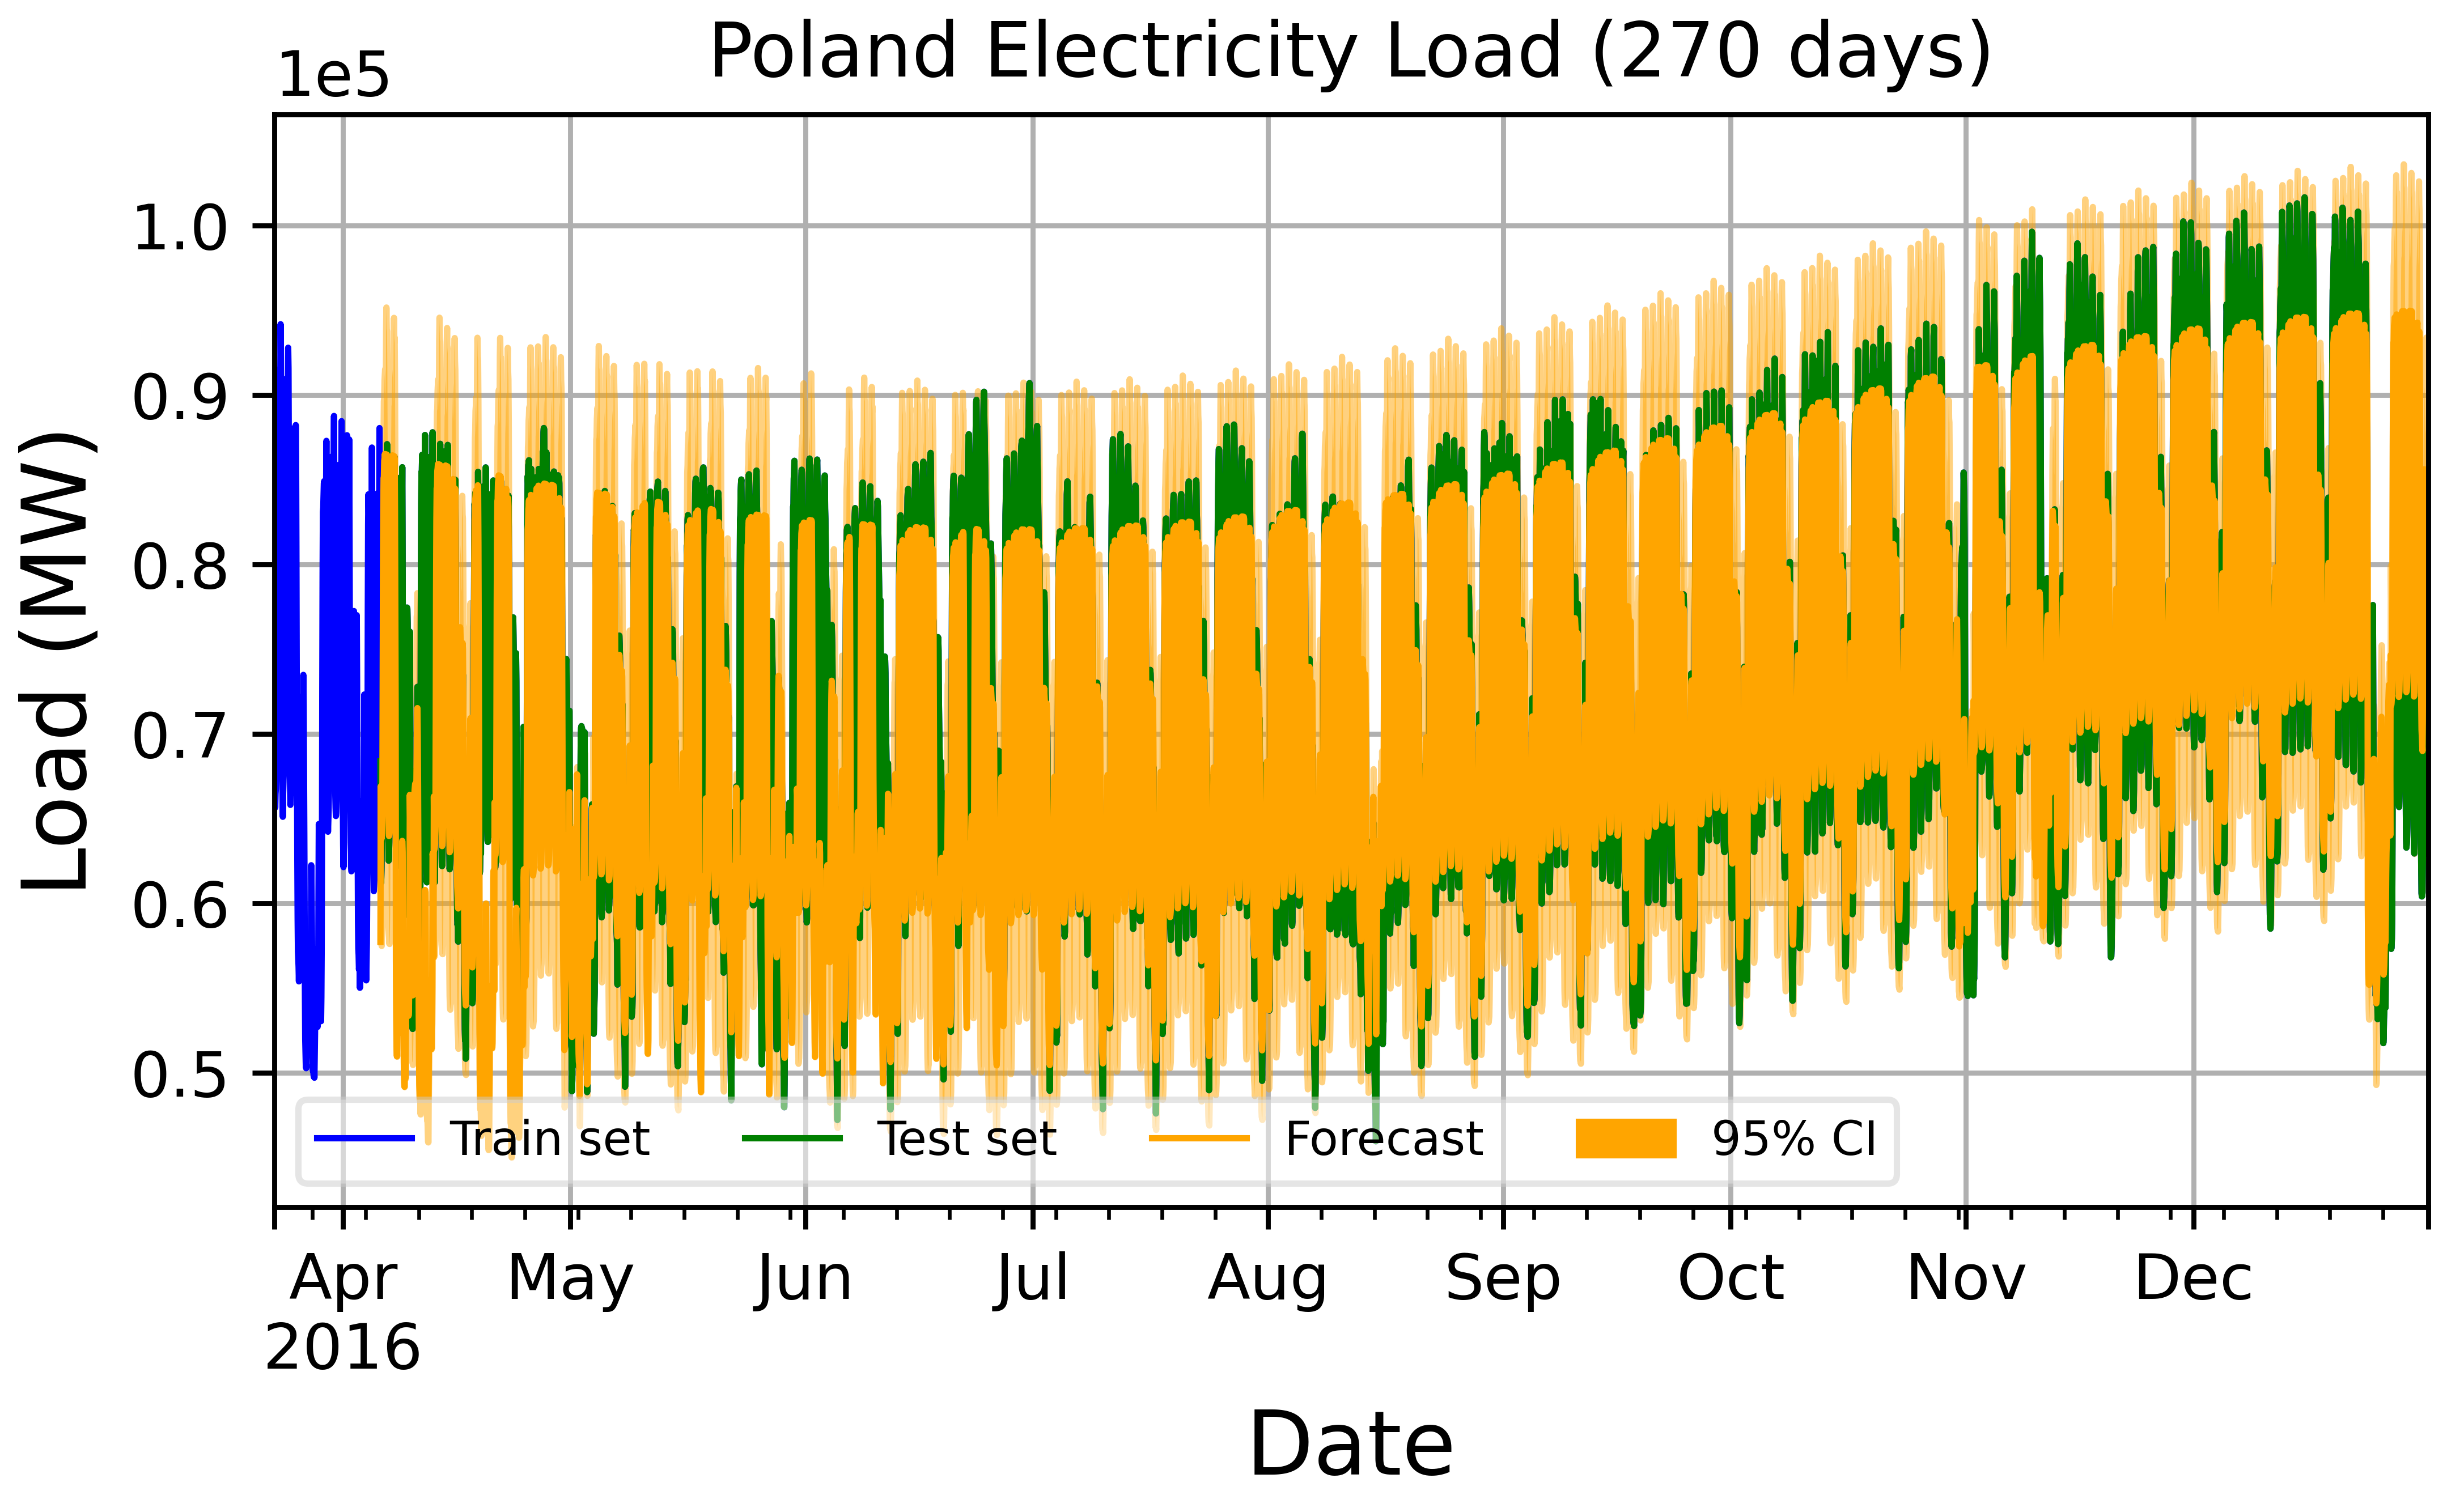 Poland Electricity Load (270 days)
1e5
1.0
0.9
0.8
0.7
0.6
0.5
Load (MW)
Train set
Test set
Forecast
95% CI
Apr
2016
May
Jun
Jul
Aug
Sep
Oct
Nov
Dec
Date